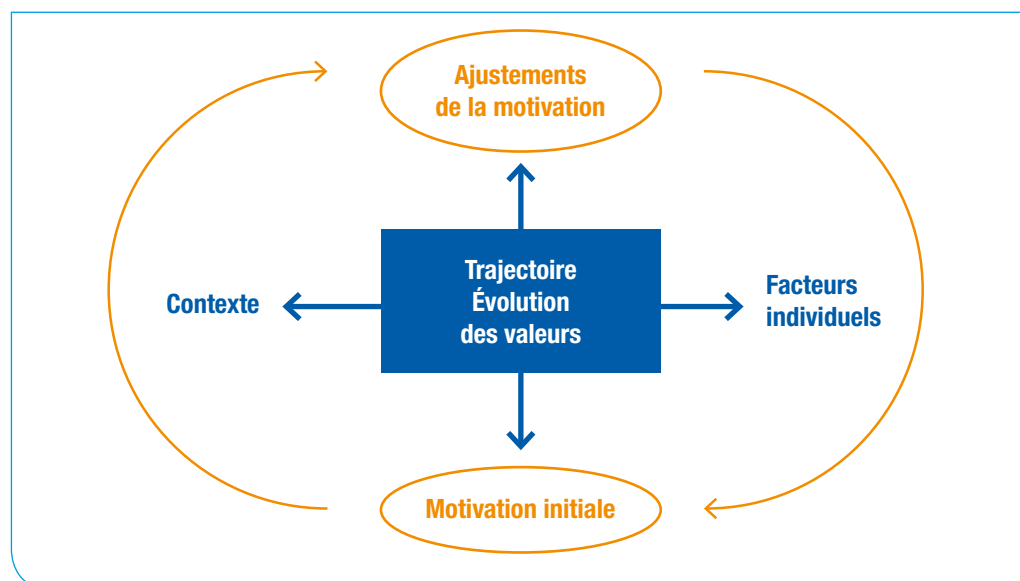 Ajustements
de la motivation
Trajectoire
Évolution
des valeurs
Contexte
Facteurs
individuels
Motivation initiale